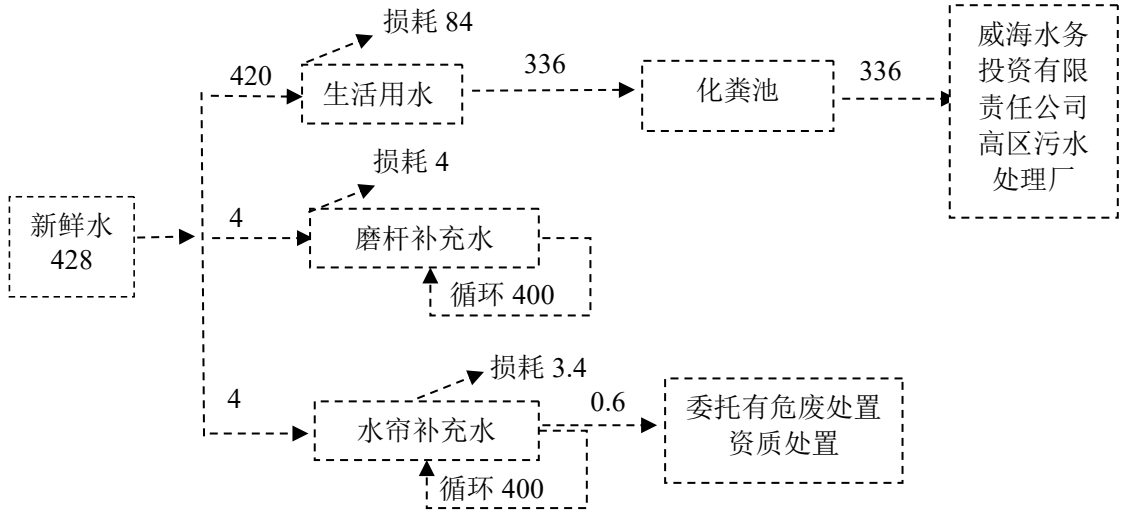 损耗 84
420
生活用水
336
化粪池
336
威海水务
投资有限
责任公司
高区污水
处理厂
损耗 4
新鲜水
428
4
磨杆补充水
循环 400
损耗 3.4
4
水帘补充水
0.6
委托有危废处置
资质处置
循环 400